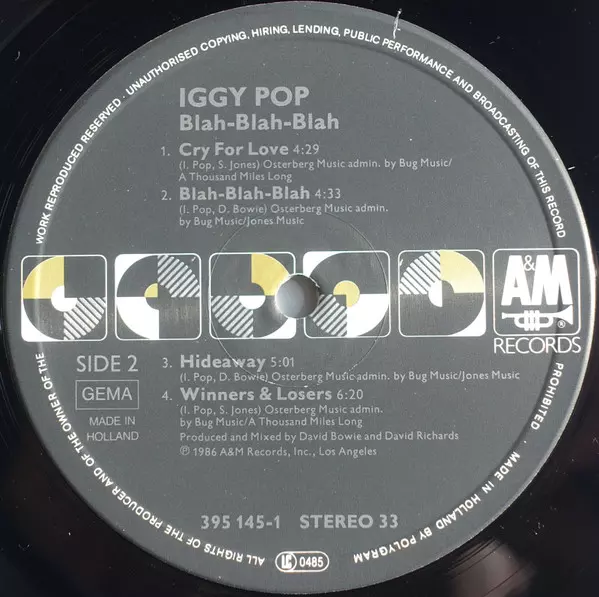 WORK REPRODUCED RESERVED · UNAUTHORISED COPYING, HIRING, LENDING, PUBLIC PERFORMANCE AND BROADCASTING OF THIS RECORD
PROHIBITED · MADE IN HOLLAND BY POLYGRAM
ALL RIGHTS OF THE PRODUCER AND OF THE OWNER OF THE
IGGY POP
Blah-Blah-Blah
1. Cry For Love 4:29
(I. Pop, S. Jones) Osterberg Music admin. by Bug Music/
A Thousand Miles Long
2. Blah-Blah-Blah 4:33
(I. Pop, D. Bowie) Osterberg Music admin.
by Bug Music/Jones Music
A&M
®
RECORDS
SIDE 2
GEMA
MADE IN
HOLLAND
3. Hideaway 5:01
(I. Pop, D. Bowie) Osterberg Music admin. by Bug Music/Jones Music
4. Winners & Losers 6:20
(I. Pop, S. Jones) Osterberg Music admin.
by Bug Music/A Thousand Miles Long
Produced and Mixed by David Bowie and David Richards
℗ 1986 A&M Records, Inc., Los Angeles
395 145-1 STEREO 33
LC 0485